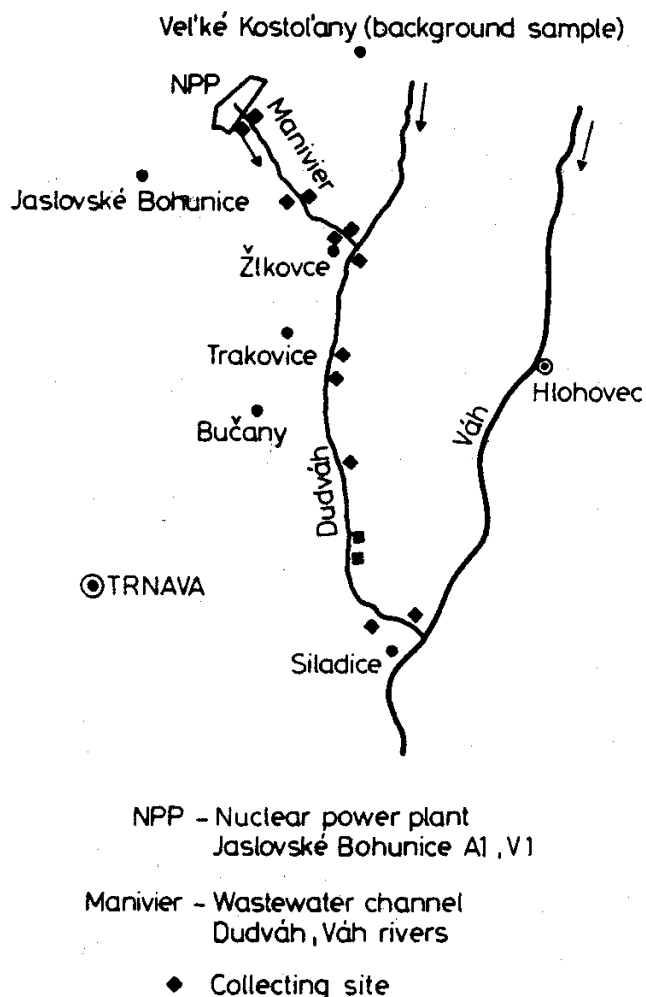 Veľké Kostoľany (background sample)
NPP
Manivier
Jaslovské Bohunice
Žlkovce
Trakovice
Hlohovec
Bučany
Váh
Dudváh
TRNAVA
Siladice
NPP - Nuclear power plant
Jaslovské Bohunice A1, V1
Manivier - Wastewater channel
Dudváh, Váh rivers
Collecting site